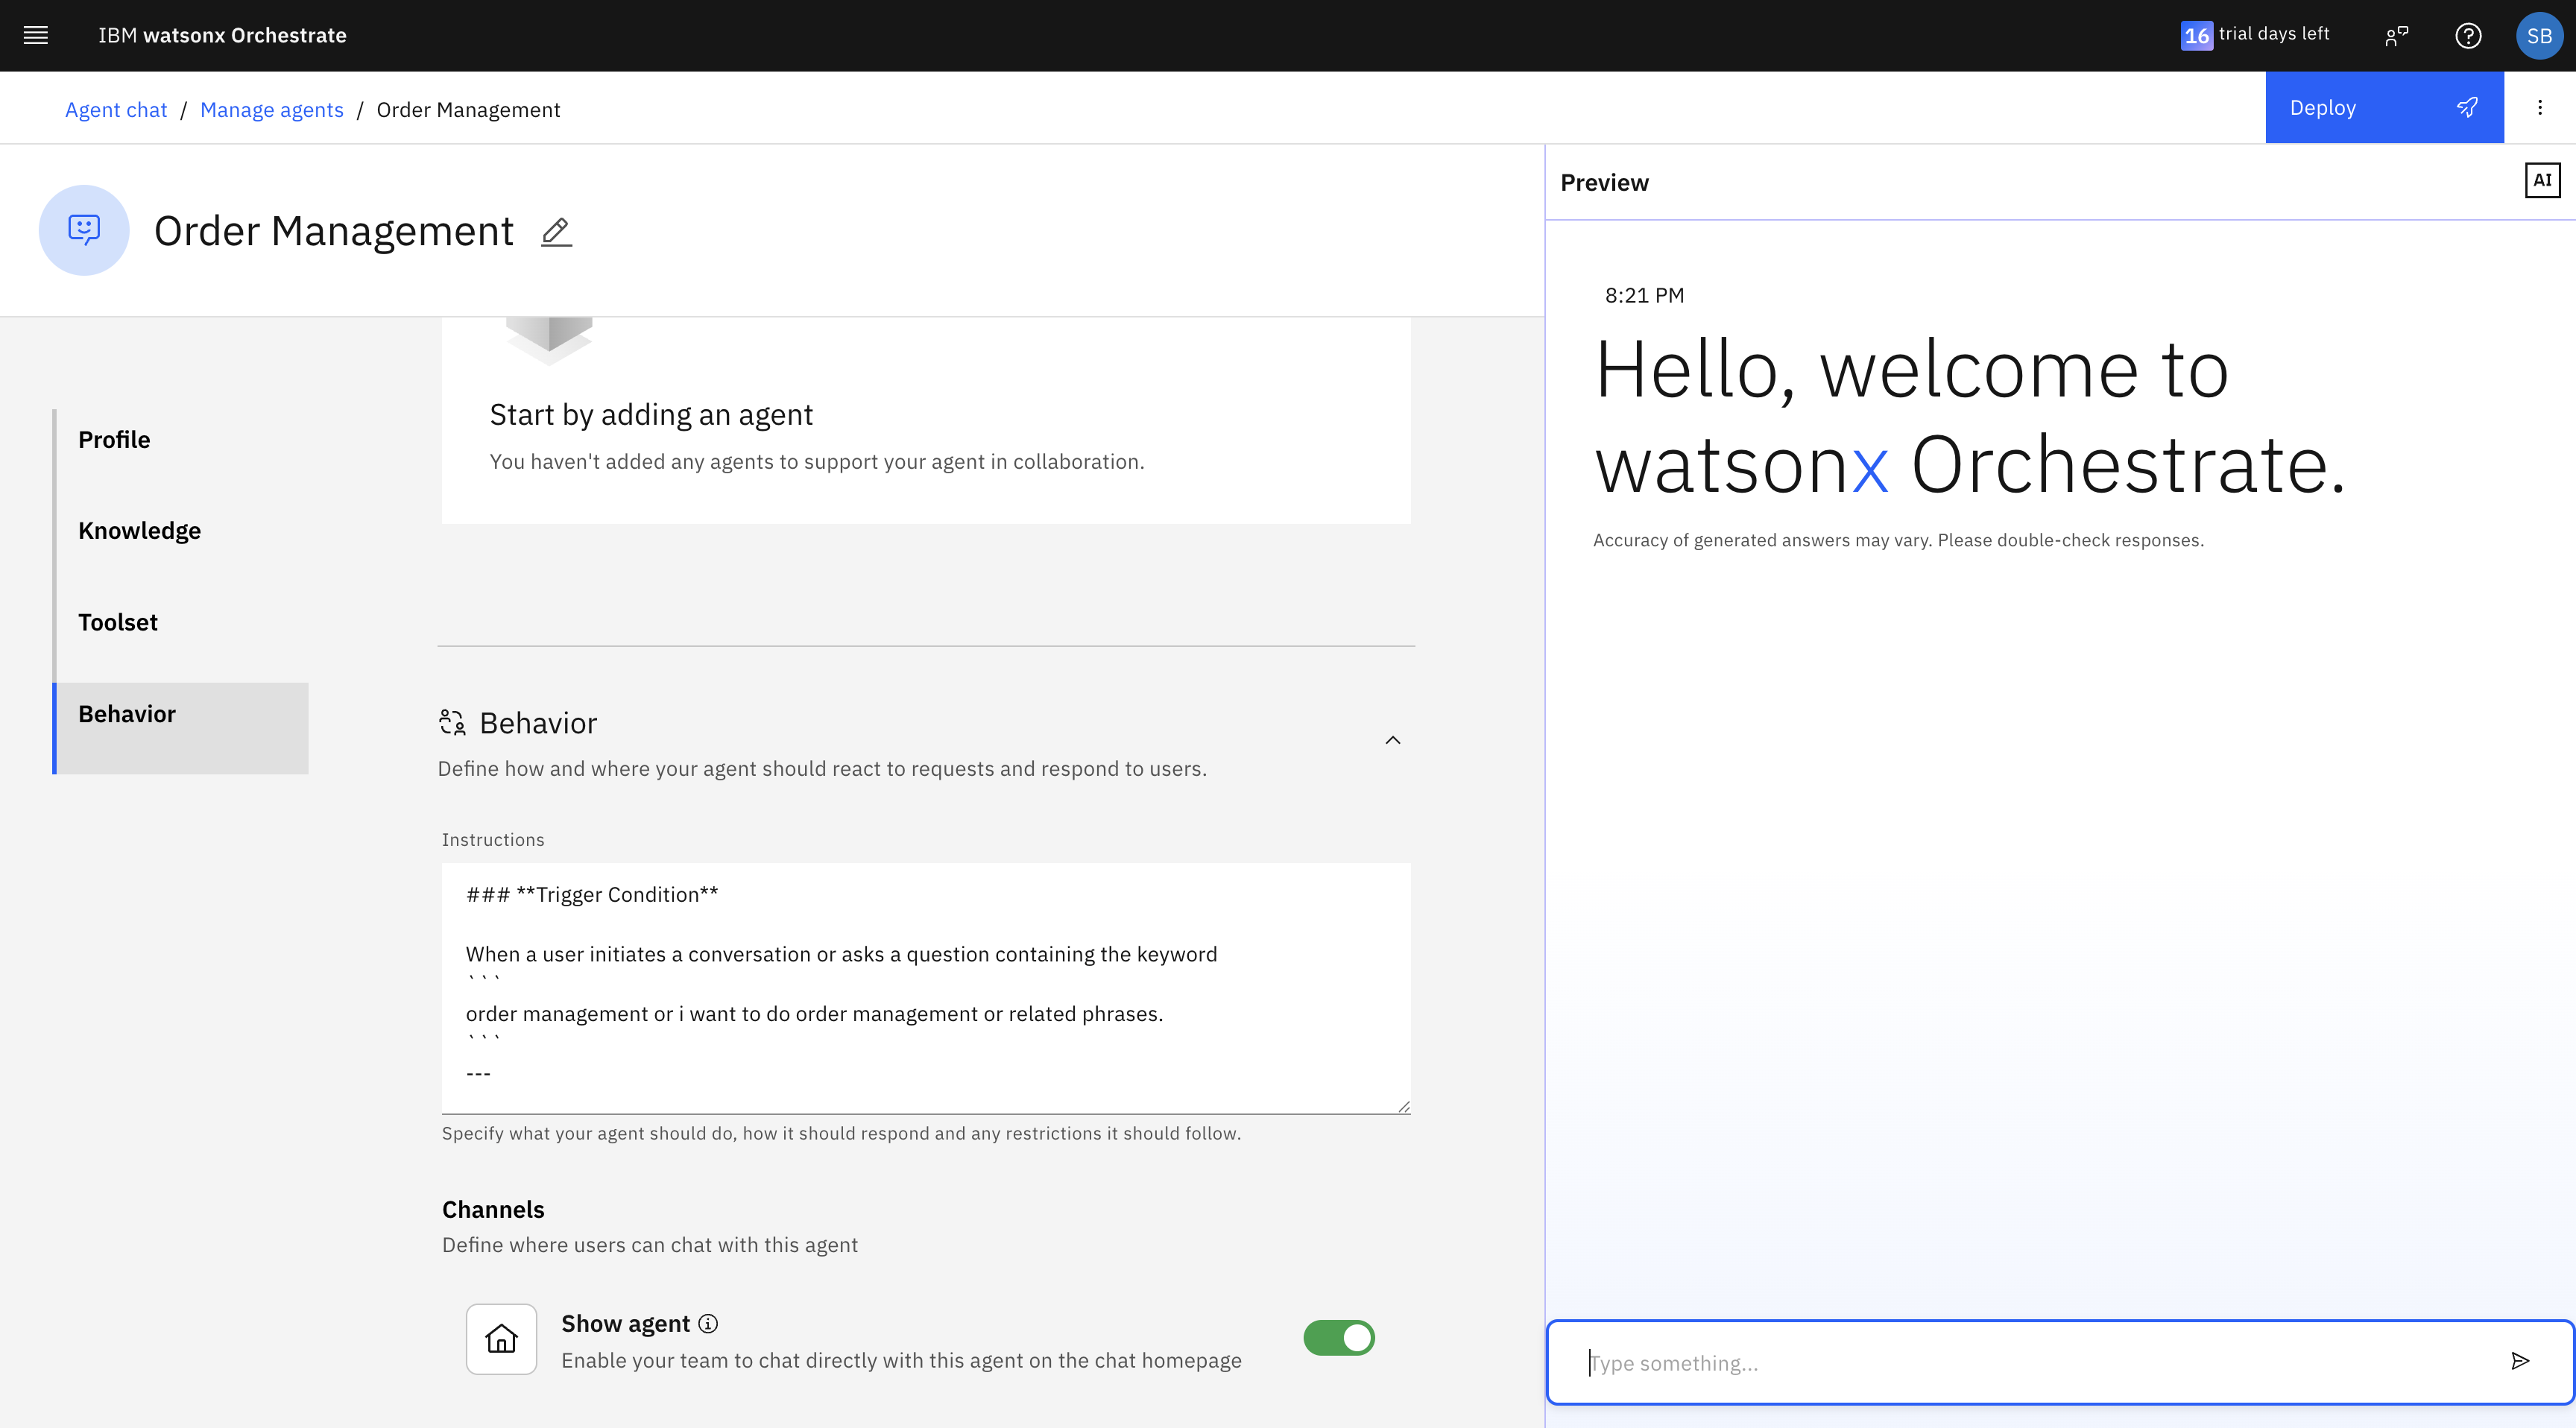 IBM watsonx Orchestrate
16 trial days left
SB
Agent chat / Manage agents / Order Management
Deploy
Order Management
Start by adding an agent
You haven't added any agents to support your agent in collaboration.
Profile
Knowledge
Toolset
Behavior
Behavior
Define how and where your agent should react to requests and respond to users.
Instructions
### **Trigger Condition**
When a user initiates a conversation or asks a question containing the keyword
```
order management or i want to do order management or related phrases.
```
---
Specify what your agent should do, how it should respond and any restrictions it should follow.
Channels
Define where users can chat with this agent
Show agent
Enable your team to chat directly with this agent on the chat homepage
Preview
AI
8:21 PM
Hello, welcome to
watsonx Orchestrate.
Accuracy of generated answers may vary. Please double-check responses.
Type something...